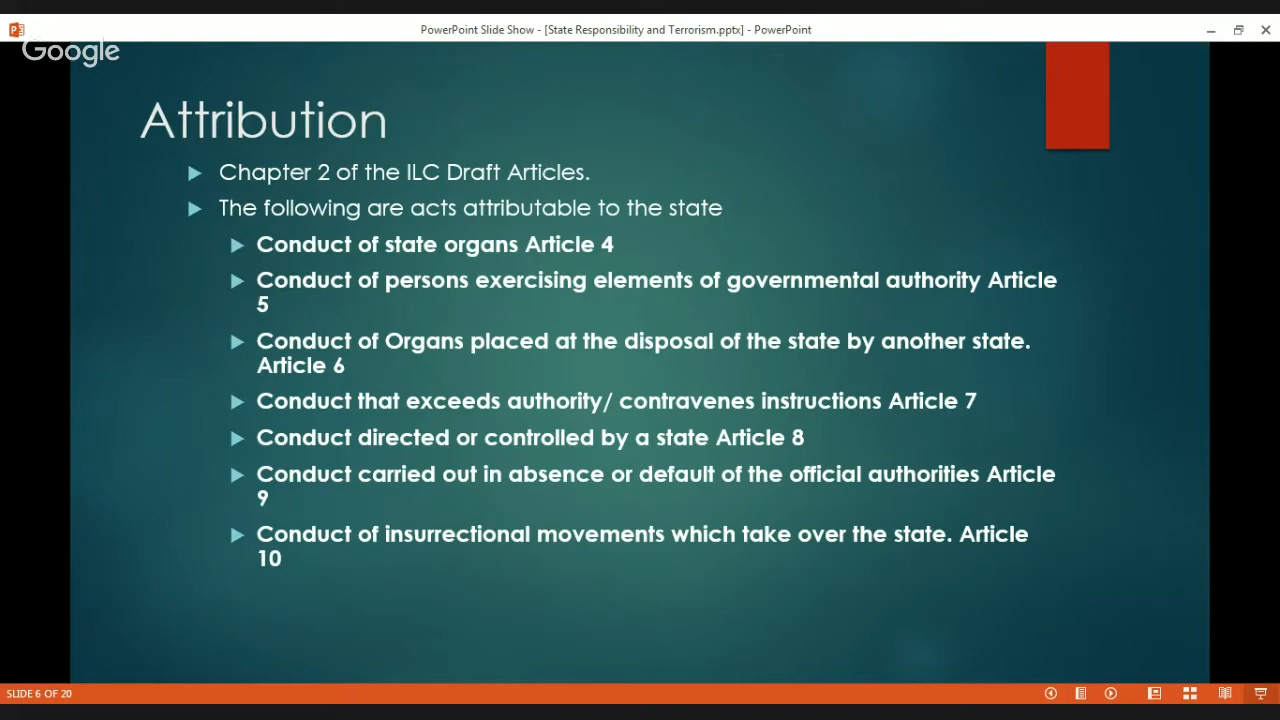 PowerPoint Slide Show - [State Responsibility and Terrorism.pptx] - PowerPoint
Google
Attribution
Chapter 2 of the ILC Draft Articles.
The following are acts attributable to the state
Conduct of state organs Article 4
Conduct of persons exercising elements of governmental authority Article
5
Conduct of Organs placed at the disposal of the state by another state.
Article 6
Conduct that exceeds authority/ contravenes instructions Article 7
Conduct directed or controlled by a state Article 8
Conduct carried out in absence or default of the official authorities Article
9
Conduct of insurrectional movements which take over the state. Article
10
SLIDE 6 OF 20